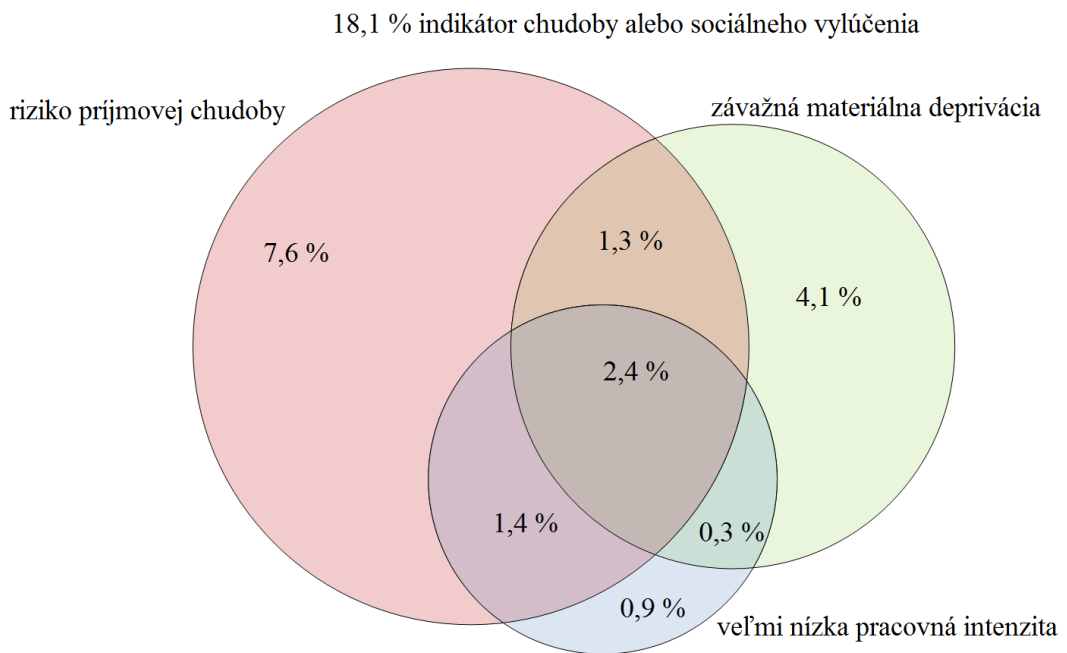 18,1 % indikátor chudoby alebo sociálneho vylúčenia
riziko príjmovej chudoby
závažná materiálna deprivácia
7,6 %
1,3 %
4,1 %
2,4 %
1,4 %
0,3 %
0,9 %
veľmi nízka pracovná intenzita